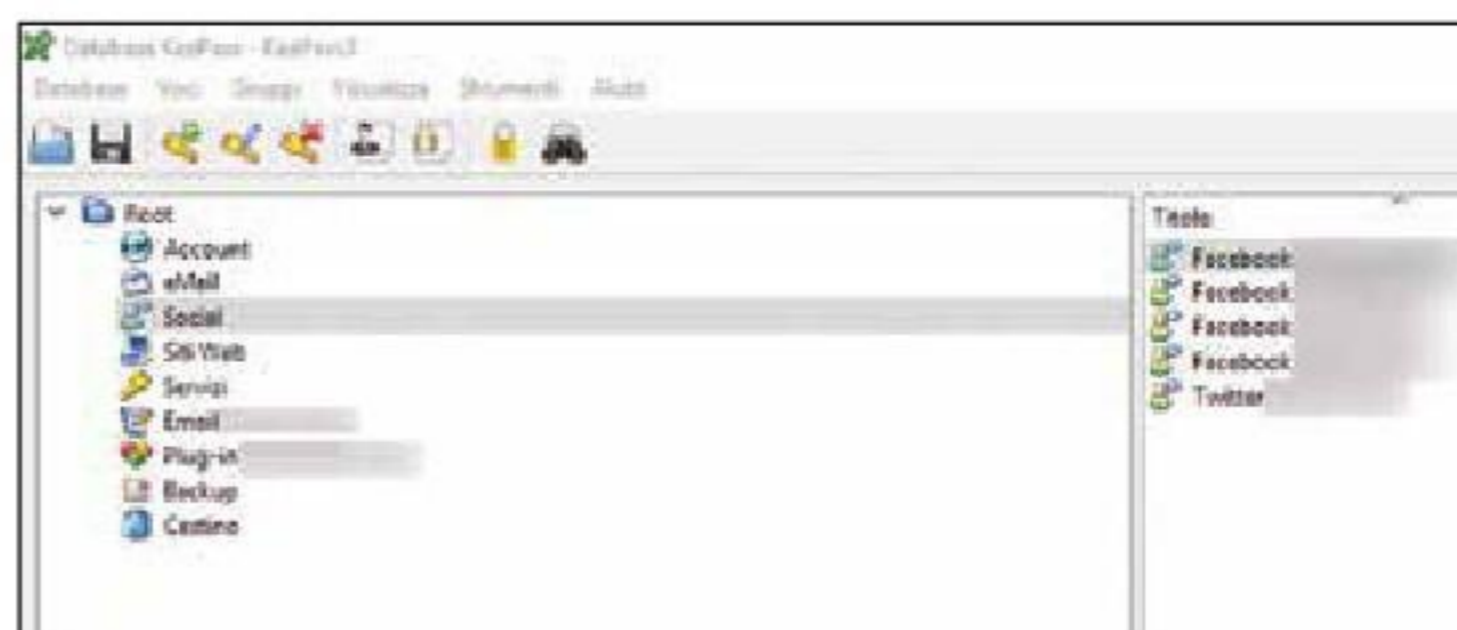 Database KeePass - KeePassX
Database Voci Gruppi Visualizza Strumenti Aiuto
Root
Account
eMail
Social
Siti Web
Servizi
Email
Plug-in
Backup
Cestino
Titolo
Facebook
Facebook
Facebook
Facebook
Twitter